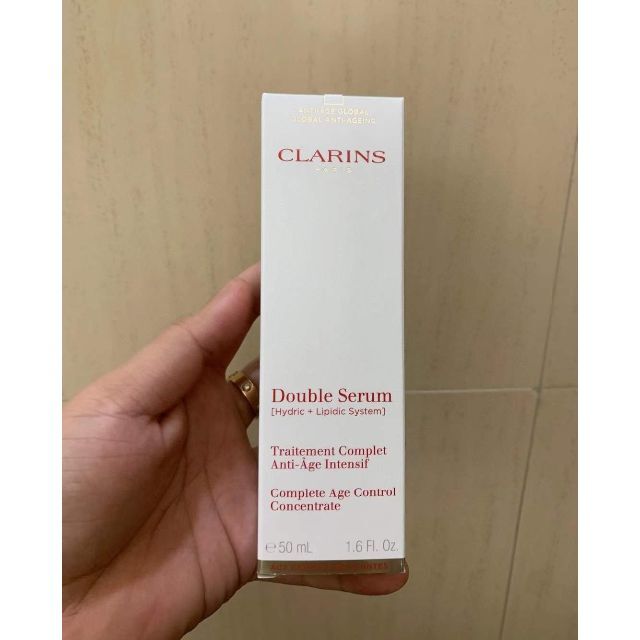 ANTI-ÂGE GLOBAL
GLOBAL ANTI-AGEING
CLARINS
PARIS
Double Serum
[Hydric + Lipidic System]
Traitement Complet
Anti-Âge Intensif
Complete Age Control
Concentrate
℮ 50 mL 1.6 Fl. Oz.